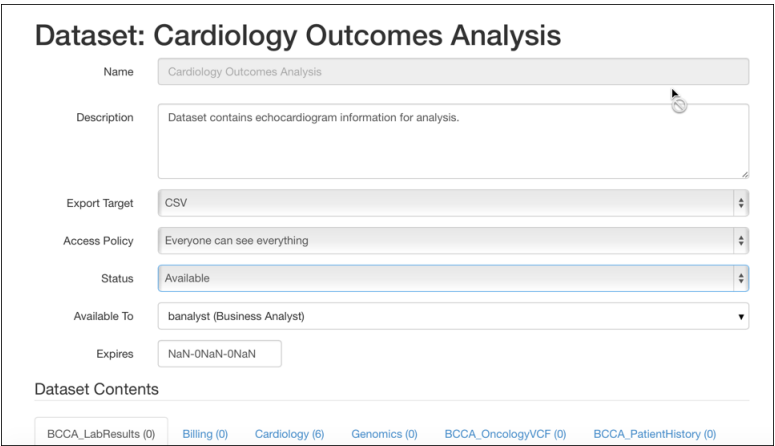 Dataset: Cardiology Outcomes Analysis
Name Cardiology Outcomes Analysis
Description Dataset contains echocardiogram information for analysis.
Export Target CSV
Access Policy Everyone can see everything
Status Available
Available To banalyst (Business Analyst)
Expires NaN-0NaN-0NaN
Dataset Contents
BCCA_LabResults (0) Billing (0) Cardiology (6) Genomics (0) BCCA_OncologyVCF (0) BCCA_PatientHistory (0)